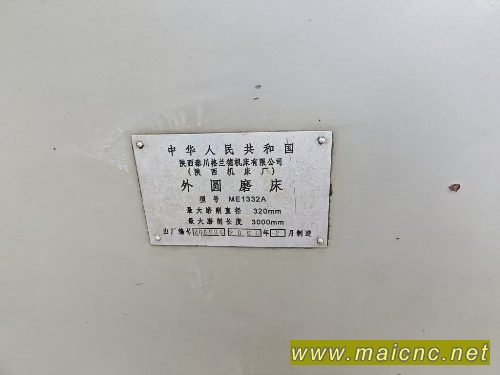 中华人民共和国
陕西秦川格兰德机床有限公司
(陕西机床厂)
外圆磨床
型号 ME1332A
最大磨削直径 320mm
最大磨削长度 3000mm
出厂编号 年 月制造
www.maicnc.net